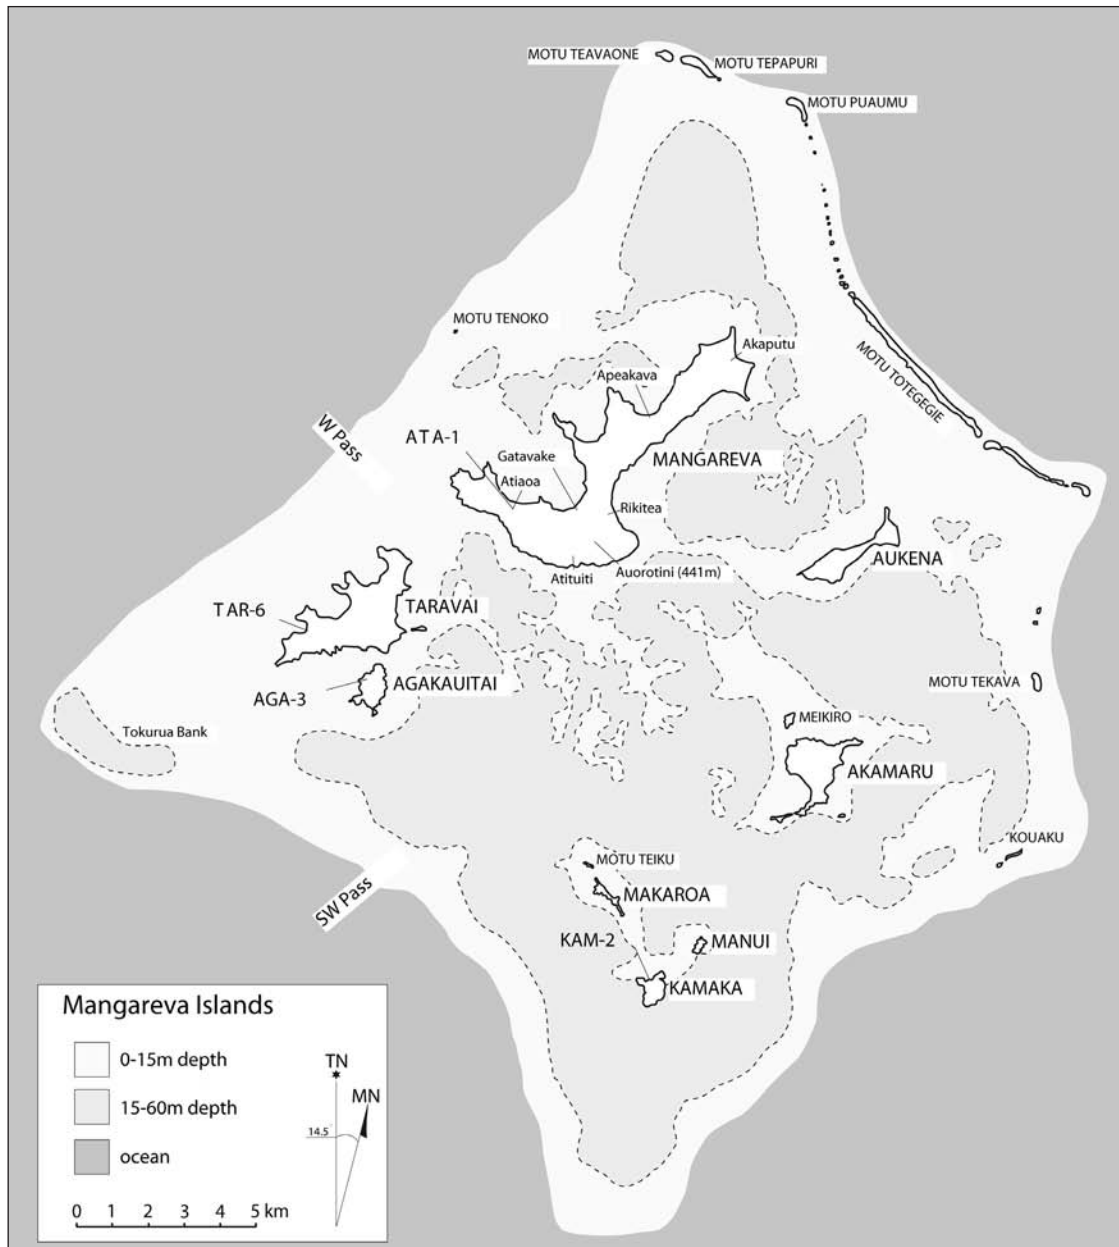 MOTU TEAVAONE
MOTU TEPAPURI
MOTU PUAUMU
MOTU TENOKO
Akaputu
Apeakava
MOTU TOTEGEGIE
W Pass
ATA-1
Gatavake
MANGAREVA
Atiaoa
Rikitea
AUKENA
Atituiti
Auorotini (441m)
TAR-6
TARAVAI
AGA-3
AGAKAUITAI
MOTU TEKAVA
MEIKIRO
Tokurua Bank
AKAMARU
KOUAKU
MOTU TEIKU
SW Pass
MAKAROA
KAM-2
MANUI
KAMAKA
Mangareva Islands
0-15m depth
15-60m depth
ocean
TN
MN
14.5
0 1 2 3 4 5 km